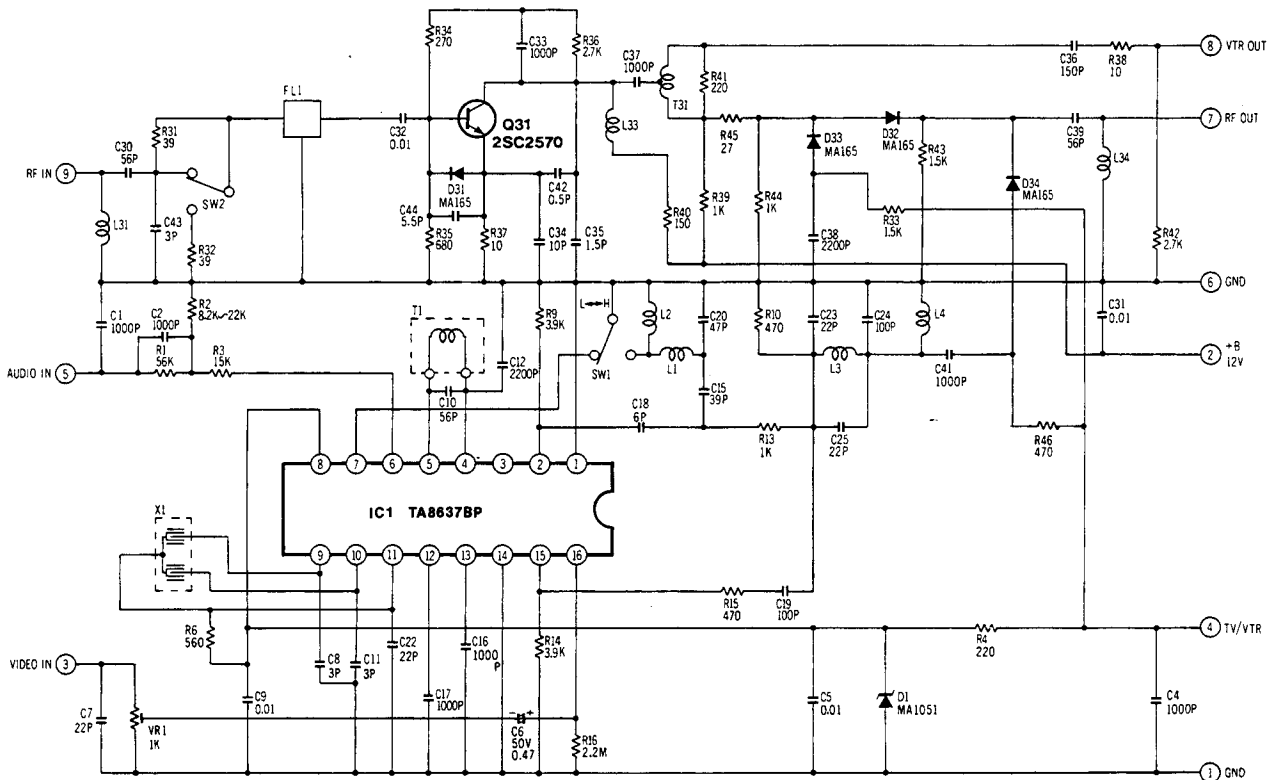 R34
270
C33
1000P
R36
2.7K
C37
1000P
R41
220
T31
C36
150P
R38
10
8
VTR OUT
FL1
R31
39
C32
0.01
Q31
2SC2570
L33
R45
27
D33
MA165
D32
MA165
R43
1.5K
C39
56P
7
RF OUT
L34
C30
56P
RF IN
9
SW2
D31
MA165
C42
0.5P
D34
MA165
L31
C43
3P
R32
39
C44
5.5P
R35
680
R37
10
C34
10P
C35
1.5P
R40
150
R39
1K
R44
1K
C38
2200P
R33
1.5K
R42
2.7K
6
GND
C1
1000P
C2
1000P
R2
8.2K~22K
T1
C12
2200P
R9
3.9K
L↔H
L2
C20
47P
R10
470
C23
22P
C24
100P
L4
C31
0.01
2
+B
12V
AUDIO IN
5
R1
56K
R3
15K
C10
56P
SW1
L1
L3
C41
1000P
C15
39P
C18
6P
R13
1K
C25
22P
R46
470
8
7
6
5
4
3
2
1
IC1 TA8637BP
X1
9
10
11
12
13
14
15
16
R15
470
C19
100P
R6
560
C8
3P
C11
3P
C22
22P
C16
1000
P
R14
3.9K
R4
220
4
TV/VTR
VIDEO IN
3
C7
22P
VR1
1K
C9
0.01
C17
1000P
- +
C6
50V
0.47
R16
2.2M
C5
0.01
D1
MA1051
C4
1000P
1
GND